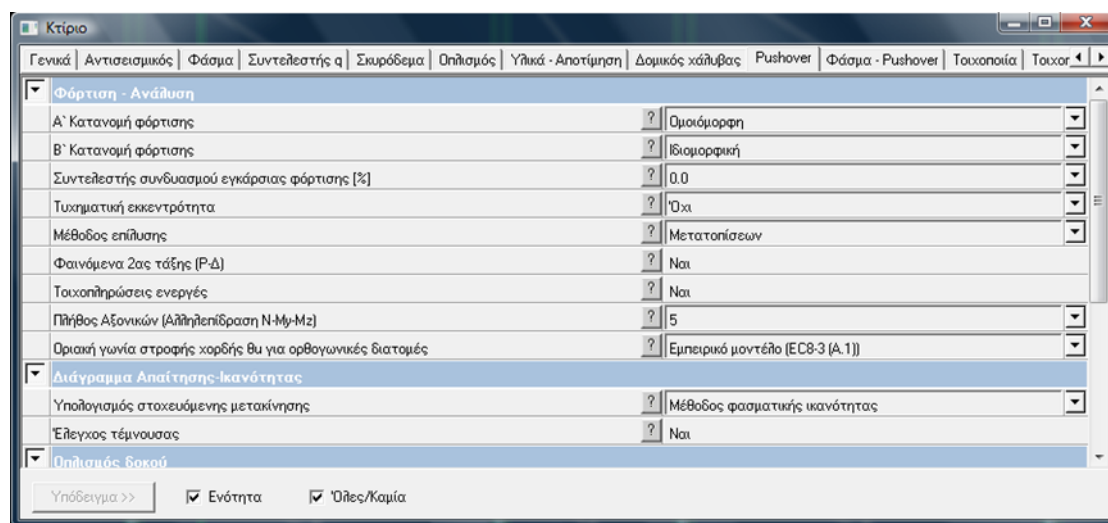 Κτίριο
Γενικά Αντισεισμικός Φάσμα Συντελεστής q Σκυρόδεμα Οπλισμός Υλικά - Αποτίμηση Δομικός χάλυβας Pushover Φάσμα - Pushover Τοιχοποιία Τοιχοπ
Φόρτιση - Ανάλυση
Α` Κατανομή φόρτισης ? Ομοιόμορφη
Β` Κατανομή φόρτισης ? Ιδιομορφική
Συντελεστής συνδυασμού εγκάρσιας φόρτισης [%] ? 0.0
Τυχηματική εκκεντρότητα ? Όχι
Μέθοδος επίλυσης ? Μετατοπίσεων
Φαινόμενα 2ας τάξης (Ρ-Δ) ? Ναι
Τοιχοπληρώσεις ενεργές ? Ναι
Πλήθος Αξονικών (Αλληλεπίδραση N-My-Mz) ? 5
Οριακή γωνία στροφής χορδής θu για ορθογωνικές διατομές ? Εμπειρικό μοντέλο (EC8-3 (A.1))
Διάγραμμα Απαίτησης-Ικανότητας
Υπολογισμός στοχευόμενης μετακίνησης ? Μέθοδος φασματικής ικανότητας
Έλεγχος τέμνουσας ? Ναι
Οπλισμός δοκού
Υπόδειγμα >> Ενότητα Όλες/Καμία